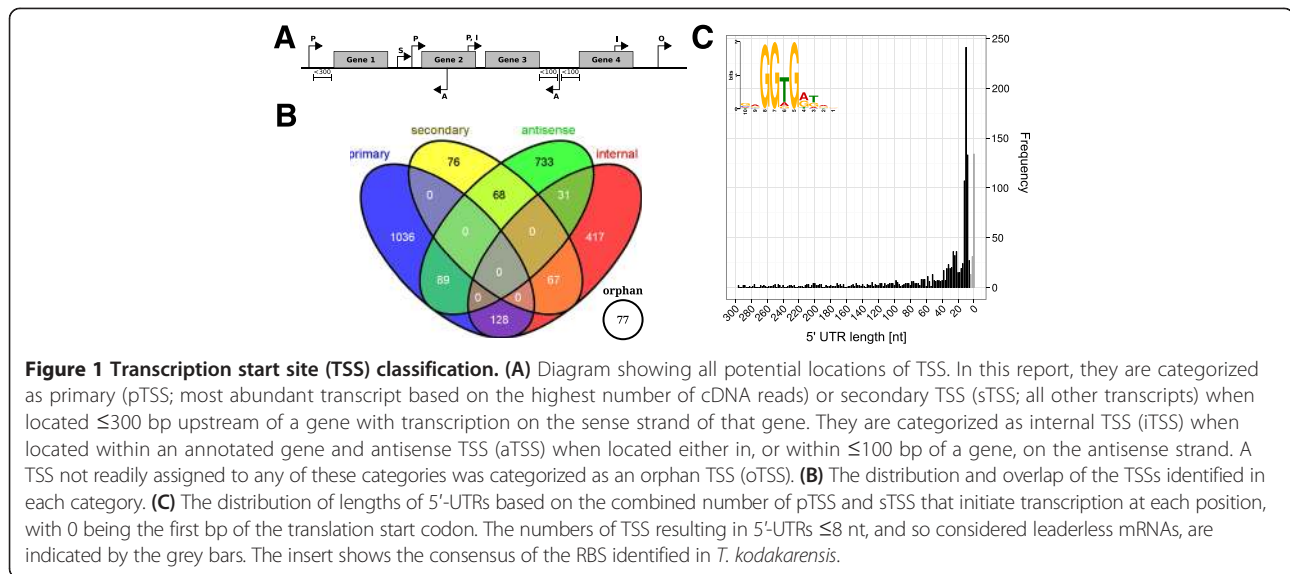 A
P
S
P
P, I
I
O
Gene 1
Gene 2
Gene 3
Gene 4
<300
<100
<100
A
A
B
secondary
antisense
primary
internal
76
733
0
68
31
1036
0
0
417
0
89
67
0
0
128
orphan
77
C
bits
GGTG
250
200
150
100
50
0
Frequency
300
280
260
240
220
200
180
160
140
120
100
80
60
40
20
0
5' UTR length [nt]
Figure 1 Transcription start site (TSS) classification. (A) Diagram showing all potential locations of TSS. In this report, they are categorized
as primary (pTSS; most abundant transcript based on the highest number of cDNA reads) or secondary TSS (sTSS; all other transcripts) when
located ≤300 bp upstream of a gene with transcription on the sense strand of that gene. They are categorized as internal TSS (iTSS) when
located within an annotated gene and antisense TSS (aTSS) when located either in, or within ≤100 bp of a gene, on the antisense strand. A
TSS not readily assigned to any of these categories was categorized as an orphan TSS (oTSS). (B) The distribution and overlap of the TSSs identified in
each category. (C) The distribution of lengths of 5′-UTRs based on the combined number of pTSS and sTSS that initiate transcription at each position,
with 0 being the first bp of the translation start codon. The numbers of TSS resulting in 5′-UTRs ≤8 nt, and so considered leaderless mRNAs, are
indicated by the grey bars. The insert shows the consensus of the RBS identified in T. kodakarensis.